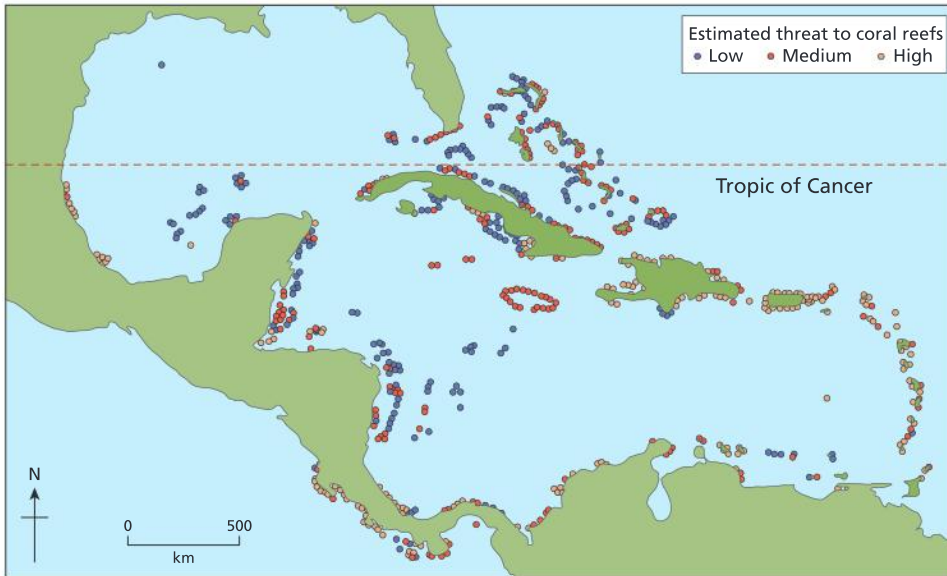 Estimated threat to coral reefs
Low Medium High
Tropic of Cancer
N
0 500
km